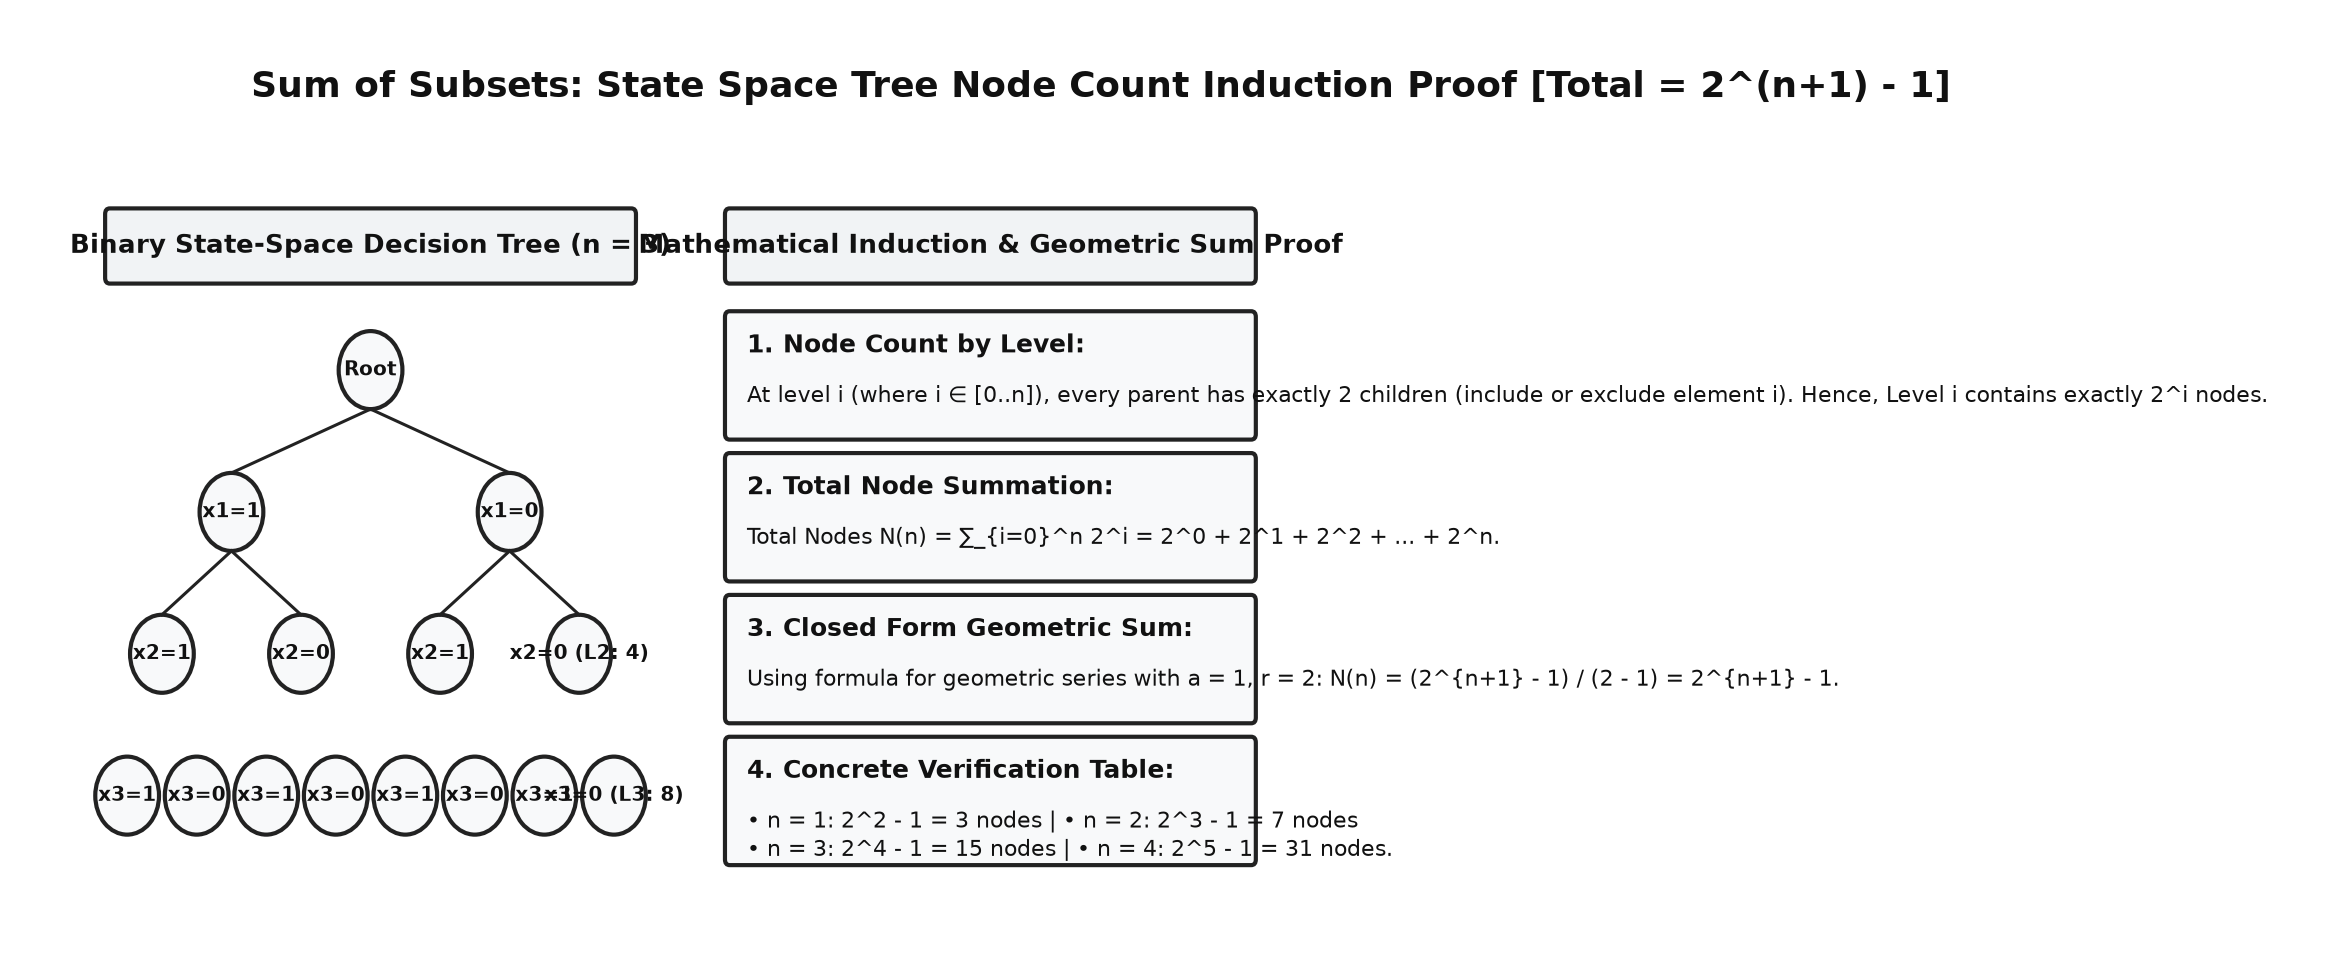 Sum of Subsets: State Space Tree Node Count Induction Proof [Total = 2^(n+1) - 1]
Binary State-Space Decision Tree (n = 3)
Mathematical Induction & Geometric Sum Proof
Root
x1=1
x1=0
x2=1
x2=0
x2=1
x2=0 (L2: 4)
x3=1
x3=0
x3=1
x3=0
x3=1
x3=0
x3=1
x3=0 (L3: 8)
1. Node Count by Level:
At level i (where i ∈ [0..n]), every parent has exactly 2 children (include or exclude element i). Hence, Level i contains exactly 2^i nodes.
2. Total Node Summation:
Total Nodes N(n) = ∑_{i=0}^n 2^i = 2^0 + 2^1 + 2^2 + ... + 2^n.
3. Closed Form Geometric Sum:
Using formula for geometric series with a = 1, r = 2: N(n) = (2^{n+1} - 1) / (2 - 1) = 2^{n+1} - 1.
4. Concrete Verification Table:
• n = 1: 2^2 - 1 = 3 nodes | • n = 2: 2^3 - 1 = 7 nodes
• n = 3: 2^4 - 1 = 15 nodes | • n = 4: 2^5 - 1 = 31 nodes.